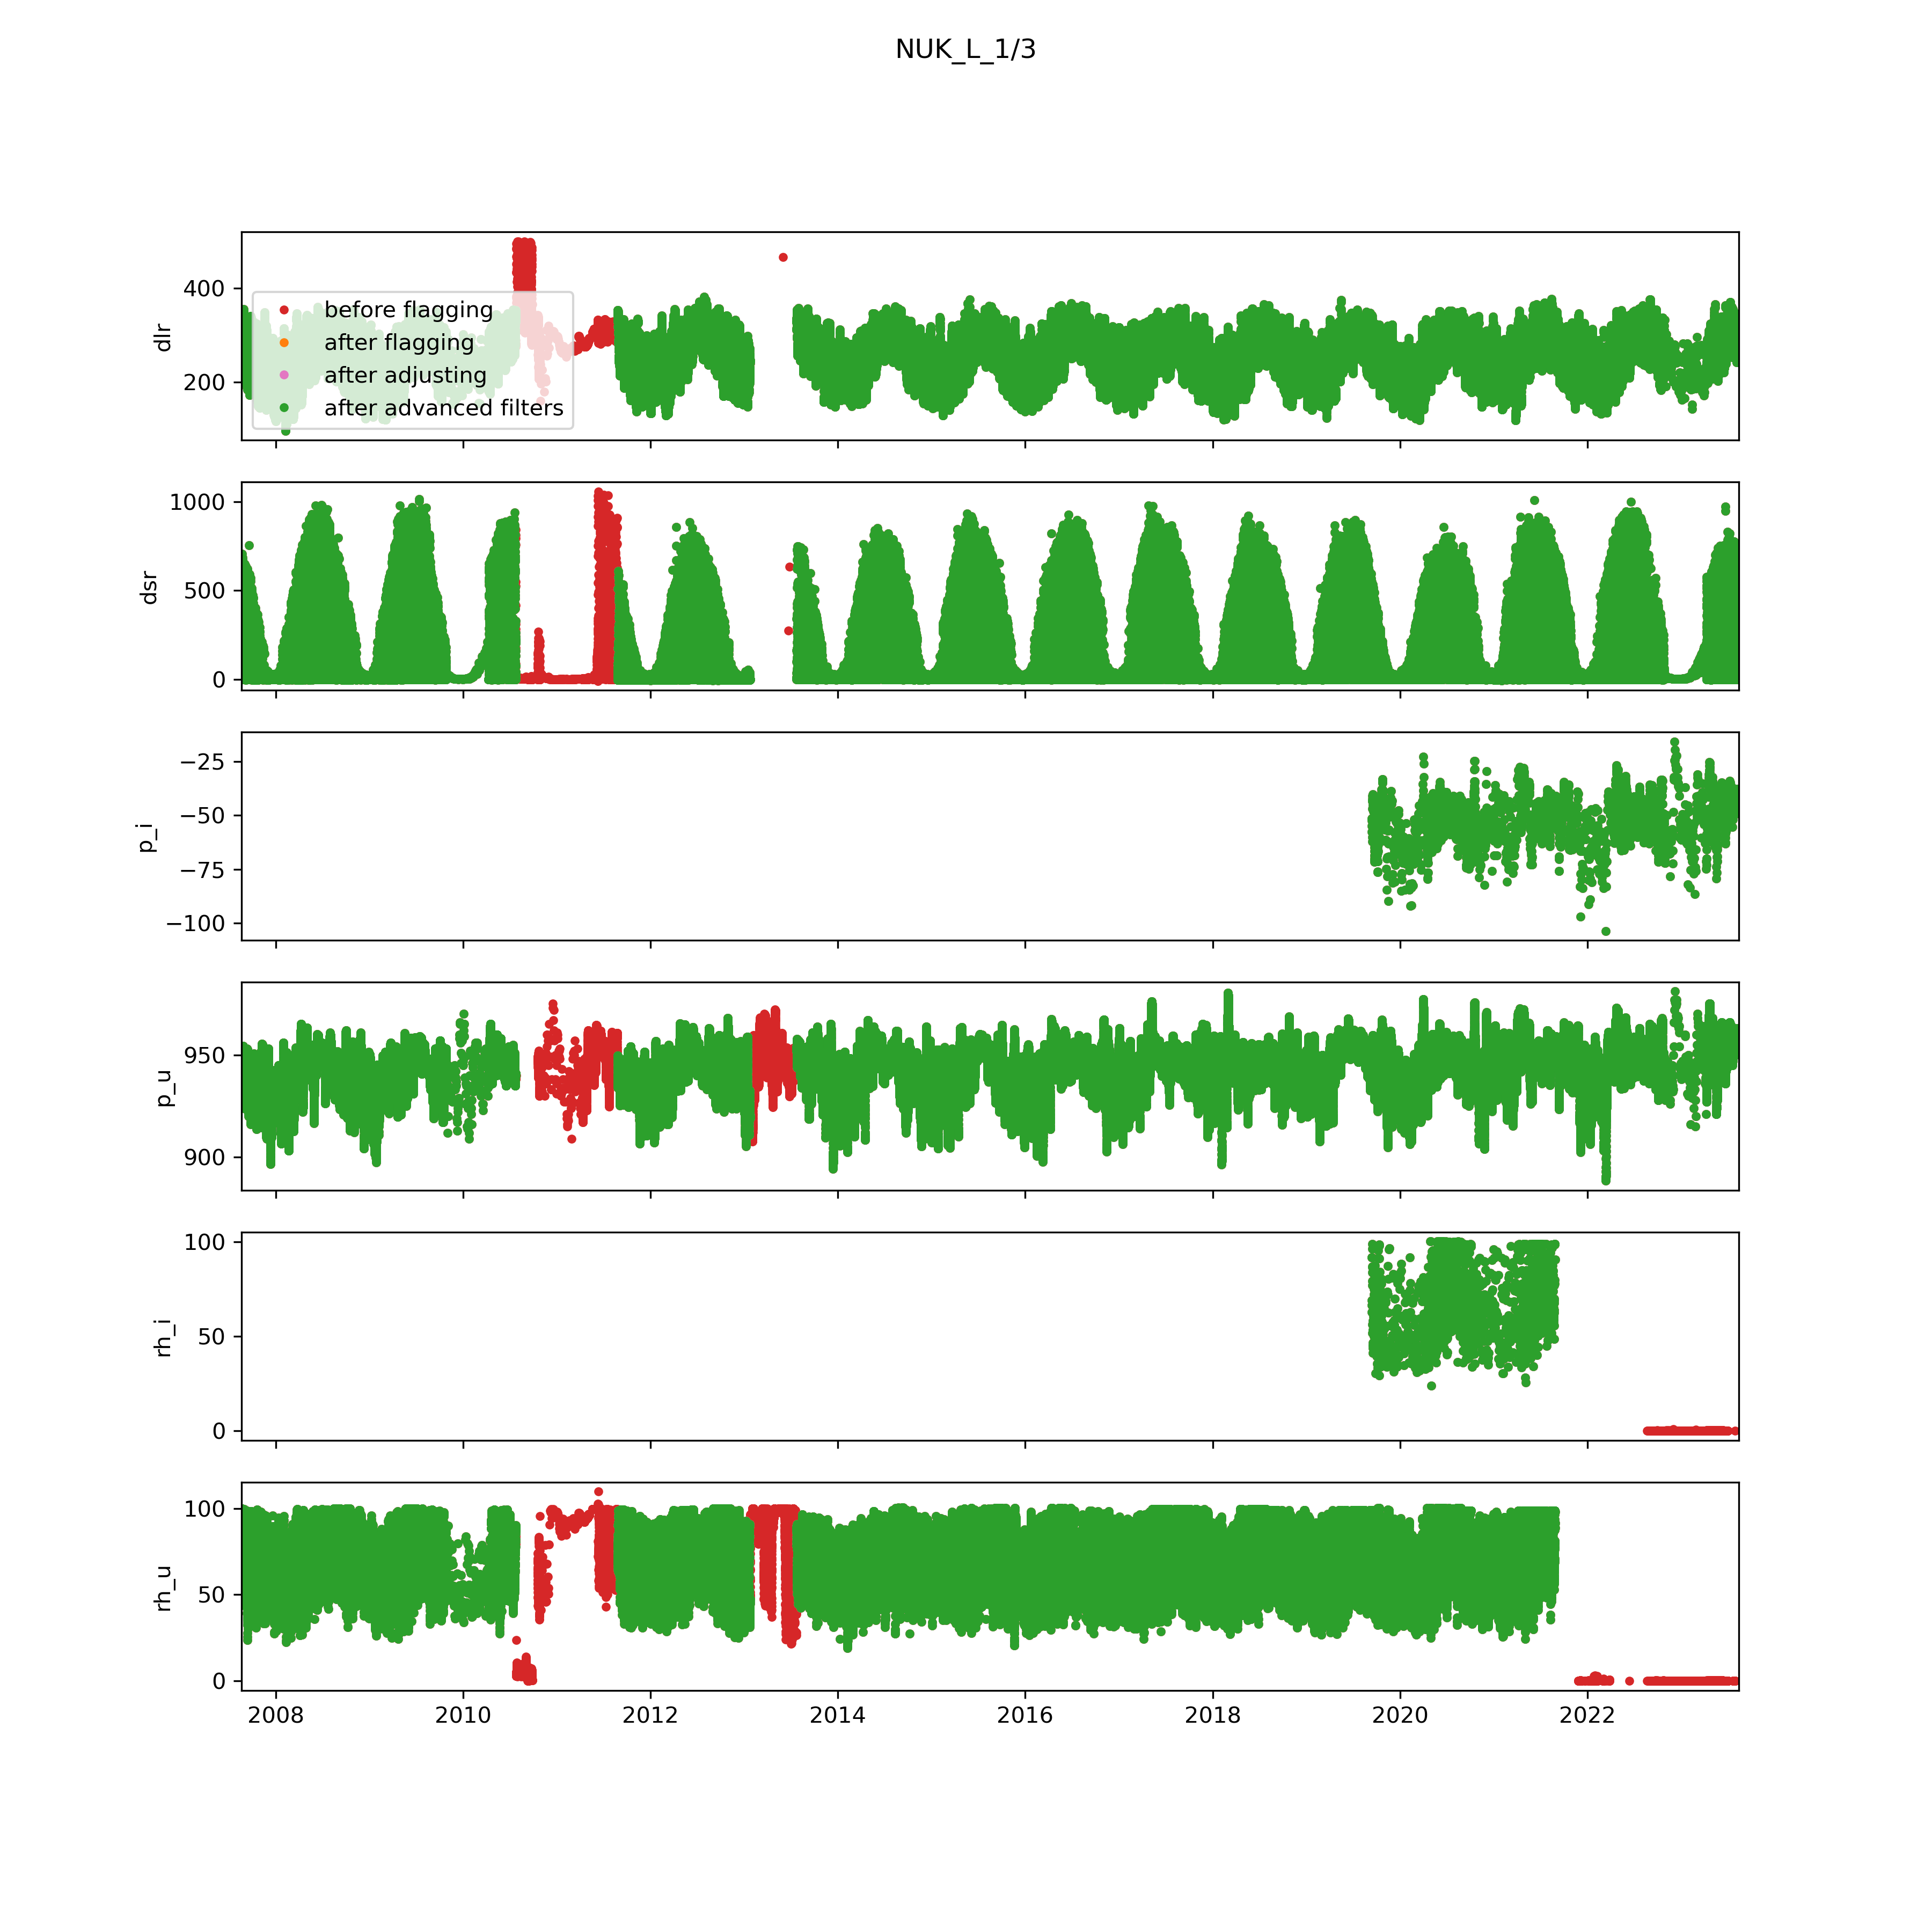 NUK_L_1/3
400
200
dlr
before flagging
after flagging
after adjusting
after advanced filters
1000
500
0
dsr
−25
−50
−75
−100
p_i
950
900
p_u
100
50
0
rh_i
100
50
0
rh_u
2008 2010 2012 2014 2016 2018 2020 2022